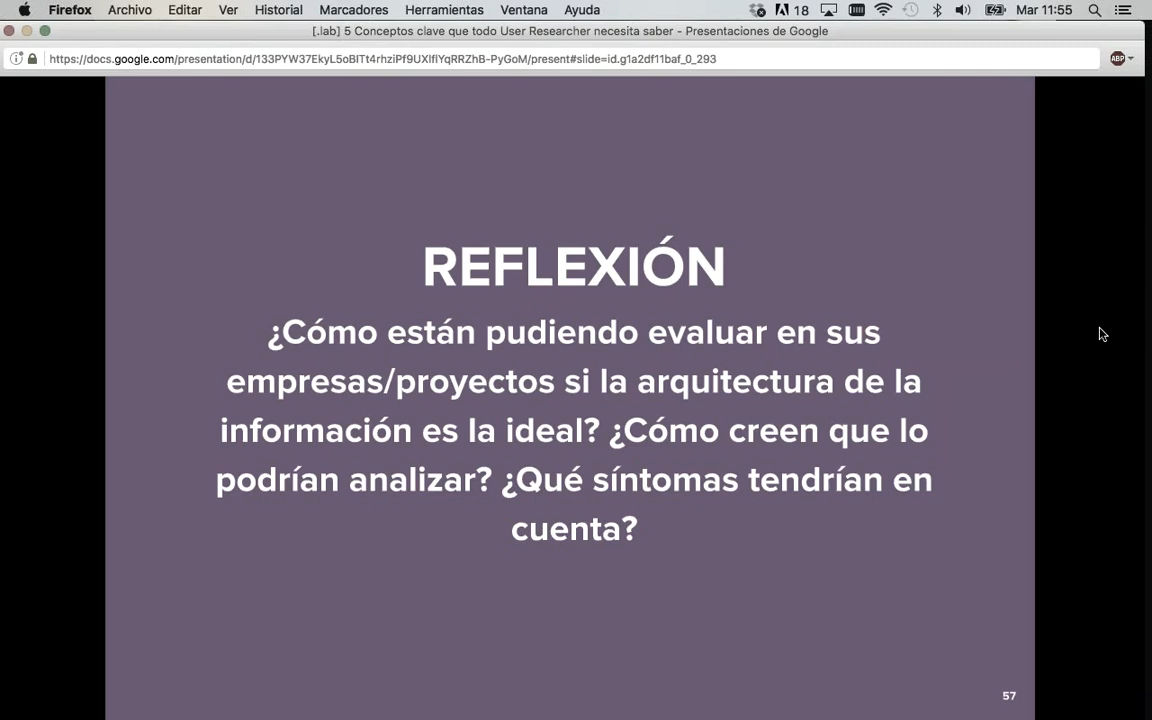 Firefox Archivo Editar Ver Historial Marcadores Herramientas Ventana Ayuda 18 Mar 11:55
[.lab] 5 Conceptos clave que todo User Researcher necesita saber - Presentaciones de Google
https://docs.google.com/presentation/d/133PYW37EkyL5oBITt4rhziPf9UXlflYqRRZhB-PyGoM/present#slide=id.g1a2df11baf_0_293
ABP
REFLEXIÓN
¿Cómo están pudiendo evaluar en sus
empresas/proyectos si la arquitectura de la
información es la ideal? ¿Cómo creen que lo
podrían analizar? ¿Qué síntomas tendrían en
cuenta?
57